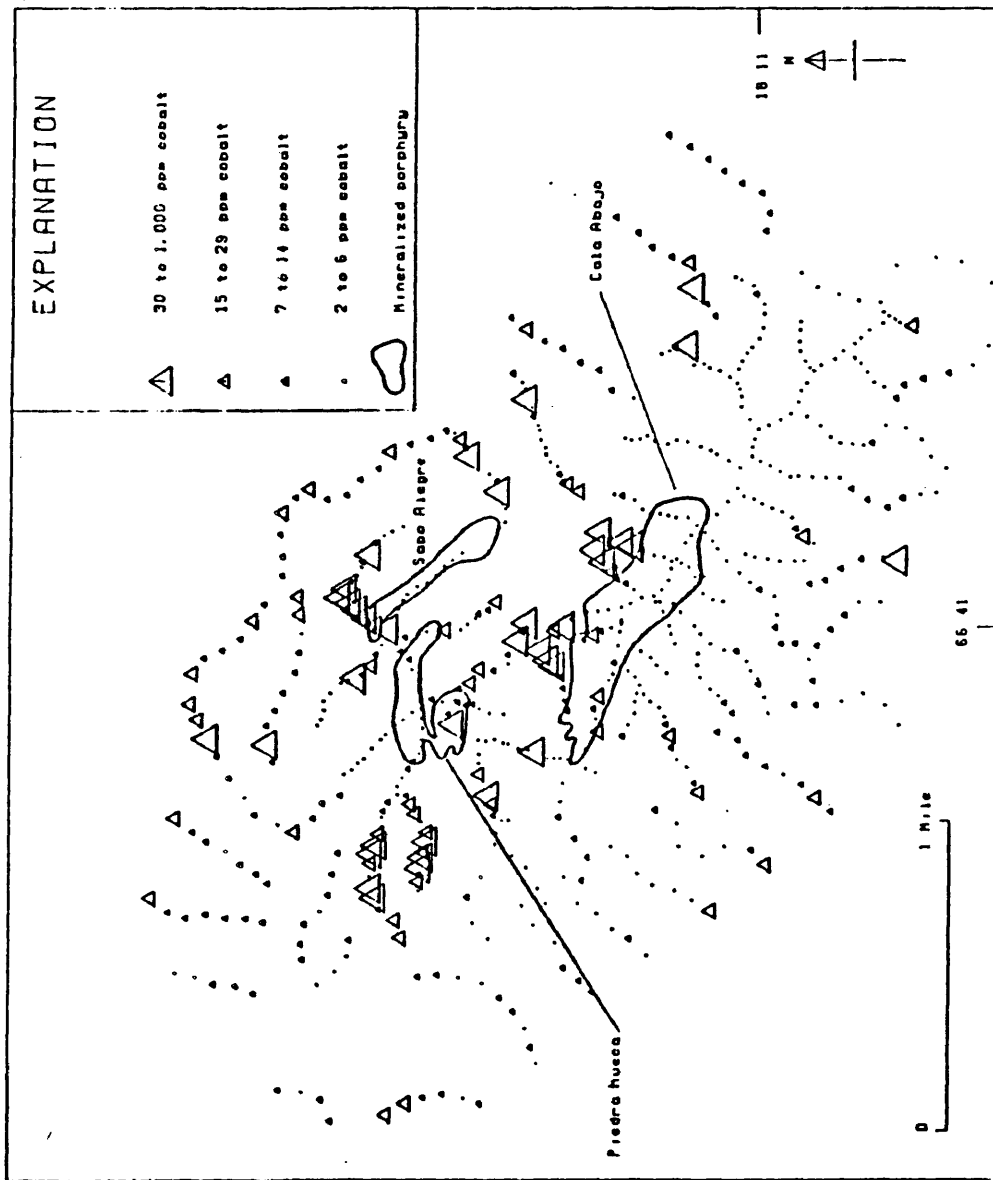 EXPLANATION
30 to 1,000 ppm cobalt
15 to 29 ppm cobalt
7 to 14 ppm cobalt
2 to 6 ppm cobalt
Mineralized porphyry
Sapo Alegre
Cala Abajo
Piedra hueca
18 11
N
66 41
0
1 Mile